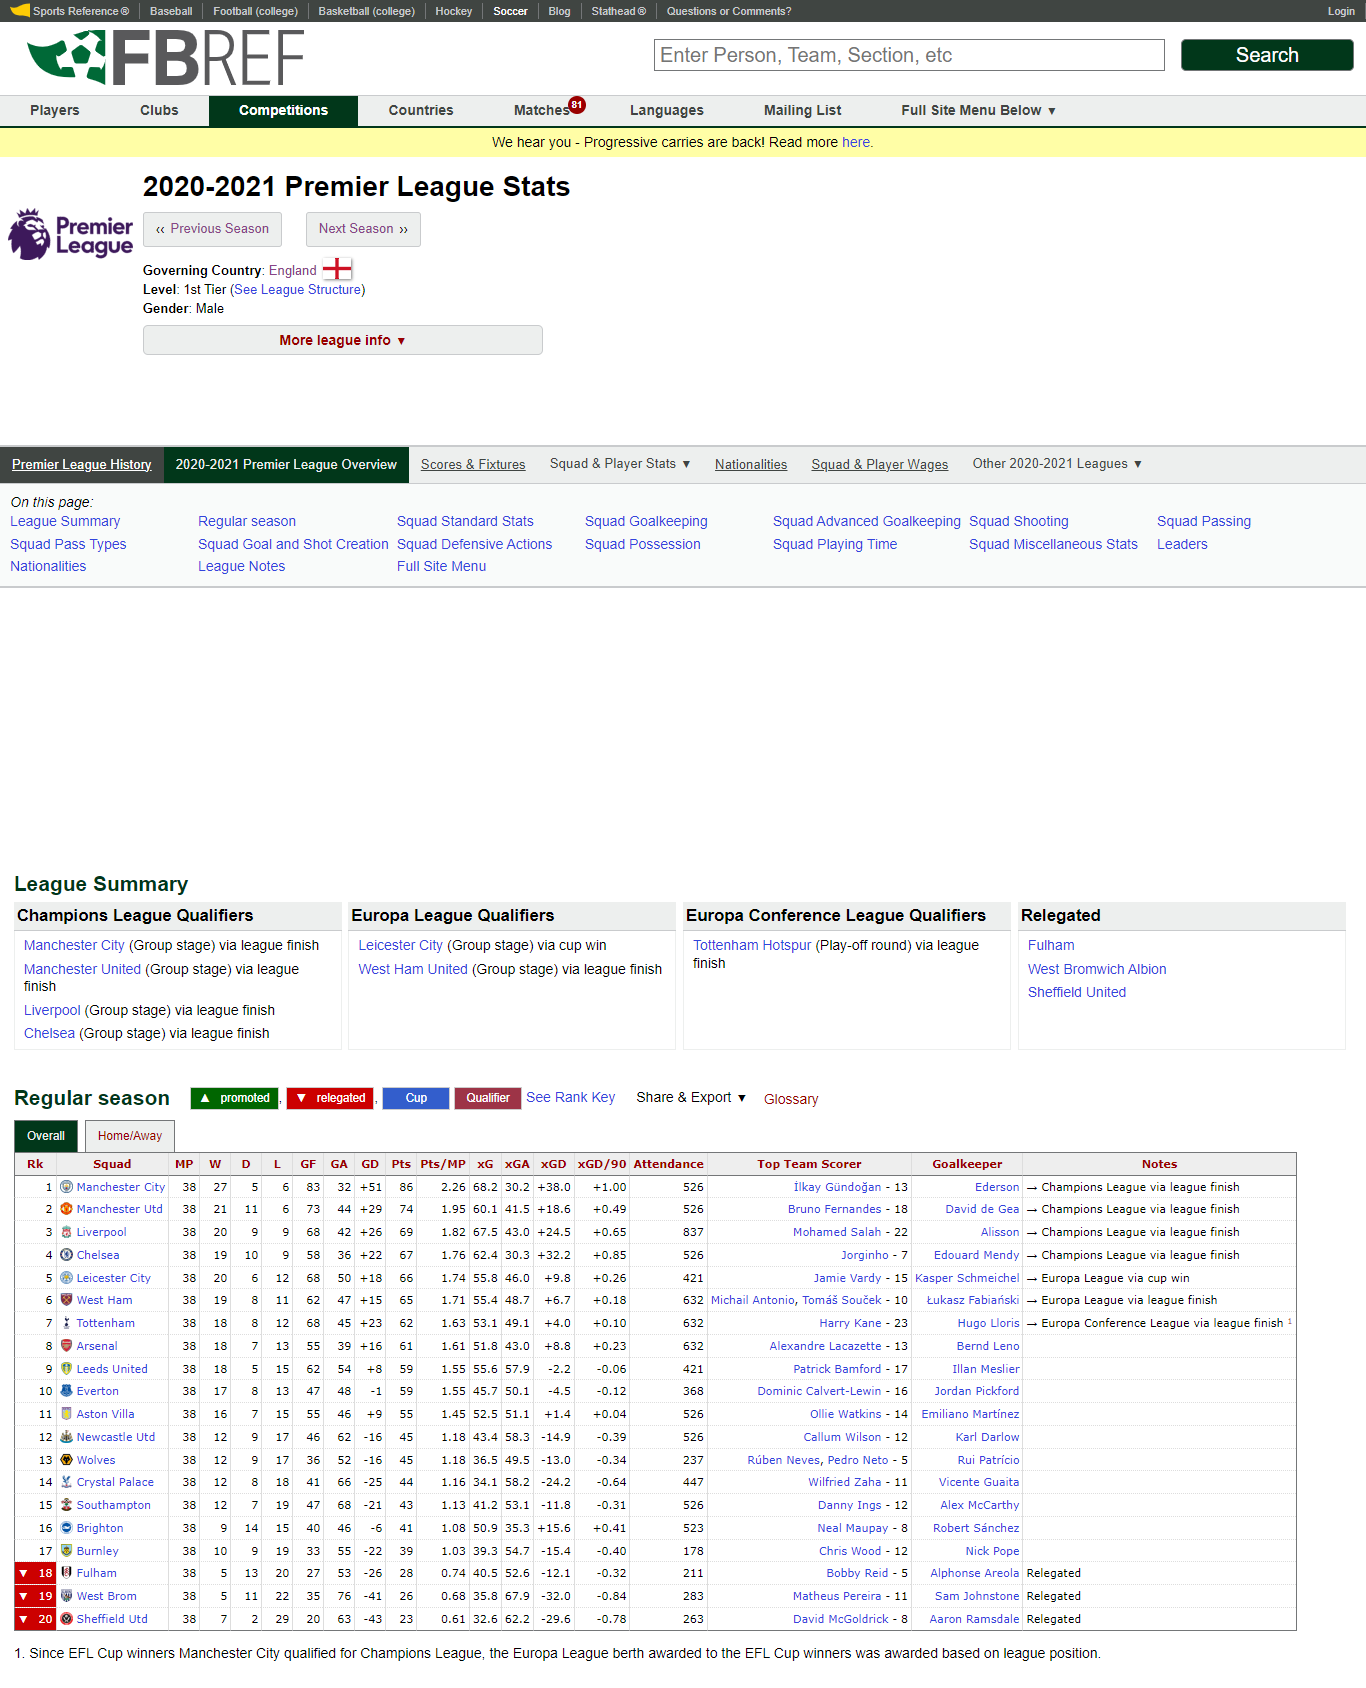 Sports Reference ® Baseball Football (college) Basketball (college) Hockey Soccer Blog Stathead ® Questions or Comments? Login
FBREF
Enter Person, Team, Section, etc Search
Players Clubs Competitions Countries Matches 81 Languages Mailing List Full Site Menu Below ▼
We hear you - Progressive carries are back! Read more here.
2020-2021 Premier League Stats
Premier League
‹‹ Previous Season Next Season ››
Governing Country: England
Level: 1st Tier (See League Structure)
Gender: Male
More league info ▼
Premier League History 2020-2021 Premier League Overview Scores & Fixtures Squad & Player Stats ▼ Nationalities Squad & Player Wages Other 2020-2021 Leagues ▼
On this page:
League Summary Regular season Squad Standard Stats Squad Goalkeeping Squad Advanced Goalkeeping Squad Shooting Squad Passing
Squad Pass Types Squad Goal and Shot Creation Squad Defensive Actions Squad Possession Squad Playing Time Squad Miscellaneous Stats Leaders
Nationalities League Notes Full Site Menu
League Summary
Champions League Qualifiers
Manchester City (Group stage) via league finish
Manchester United (Group stage) via league
finish
Liverpool (Group stage) via league finish
Chelsea (Group stage) via league finish
Europa League Qualifiers
Leicester City (Group stage) via cup win
West Ham United (Group stage) via league finish
Europa Conference League Qualifiers
Tottenham Hotspur (Play-off round) via league
finish
Relegated
Fulham
West Bromwich Albion
Sheffield United
Regular season ▲ promoted, ▼ relegated, Cup Qualifier See Rank Key Share & Export ▼ Glossary
Overall Home/Away
Rk Squad MP W D L GF GA GD Pts Pts/MP xG xGA xGD xGD/90 Attendance Top Team Scorer Goalkeeper Notes
1 Manchester City 38 27 5 6 83 32 +51 86 2.26 68.2 30.2 +38.0 +1.00 526 İlkay Gündoğan - 13 Ederson → Champions League via league finish
2 Manchester Utd 38 21 11 6 73 44 +29 74 1.95 60.1 41.5 +18.6 +0.49 526 Bruno Fernandes - 18 David de Gea → Champions League via league finish
3 Liverpool 38 20 9 9 68 42 +26 69 1.82 67.5 43.0 +24.5 +0.65 837 Mohamed Salah - 22 Alisson → Champions League via league finish
4 Chelsea 38 19 10 9 58 36 +22 67 1.76 62.4 30.3 +32.2 +0.85 526 Jorginho - 7 Edouard Mendy → Champions League via league finish
5 Leicester City 38 20 6 12 68 50 +18 66 1.74 55.8 46.0 +9.8 +0.26 421 Jamie Vardy - 15 Kasper Schmeichel → Europa League via cup win
6 West Ham 38 19 8 11 62 47 +15 65 1.71 55.4 48.7 +6.7 +0.18 632 Michail Antonio, Tomáš Souček - 10 Łukasz Fabiański → Europa League via league finish
7 Tottenham 38 18 8 12 68 45 +23 62 1.63 53.1 49.1 +4.0 +0.10 632 Harry Kane - 23 Hugo Lloris → Europa Conference League via league finish 1
8 Arsenal 38 18 7 13 55 39 +16 61 1.61 51.8 43.0 +8.8 +0.23 632 Alexandre Lacazette - 13 Bernd Leno
9 Leeds United 38 18 5 15 62 54 +8 59 1.55 55.6 57.9 -2.2 -0.06 421 Patrick Bamford - 17 Illan Meslier
10 Everton 38 17 8 13 47 48 -1 59 1.55 45.7 50.1 -4.5 -0.12 368 Dominic Calvert-Lewin - 16 Jordan Pickford
11 Aston Villa 38 16 7 15 55 46 +9 55 1.45 52.5 51.1 +1.4 +0.04 526 Ollie Watkins - 14 Emiliano Martínez
12 Newcastle Utd 38 12 9 17 46 62 -16 45 1.18 43.4 58.3 -14.9 -0.39 526 Callum Wilson - 12 Karl Darlow
13 Wolves 38 12 9 17 36 52 -16 45 1.18 36.5 49.5 -13.0 -0.34 237 Rúben Neves, Pedro Neto - 5 Rui Patrício
14 Crystal Palace 38 12 8 18 41 66 -25 44 1.16 34.1 58.2 -24.2 -0.64 447 Wilfried Zaha - 11 Vicente Guaita
15 Southampton 38 12 7 19 47 68 -21 43 1.13 41.2 53.1 -11.8 -0.31 526 Danny Ings - 12 Alex McCarthy
16 Brighton 38 9 14 15 40 46 -6 41 1.08 50.9 35.3 +15.6 +0.41 523 Neal Maupay - 8 Robert Sánchez
17 Burnley 38 10 9 19 33 55 -22 39 1.03 39.3 54.7 -15.4 -0.40 178 Chris Wood - 12 Nick Pope
▼ 18 Fulham 38 5 13 20 27 53 -26 28 0.74 40.5 52.6 -12.1 -0.32 211 Bobby Reid - 5 Alphonse Areola Relegated
▼ 19 West Brom 38 5 11 22 35 76 -41 26 0.68 35.8 67.9 -32.0 -0.84 283 Matheus Pereira - 11 Sam Johnstone Relegated
▼ 20 Sheffield Utd 38 7 2 29 20 63 -43 23 0.61 32.6 62.2 -29.6 -0.78 263 David McGoldrick - 8 Aaron Ramsdale Relegated
1. Since EFL Cup winners Manchester City qualified for Champions League, the Europa League berth awarded to the EFL Cup winners was awarded based on league position.